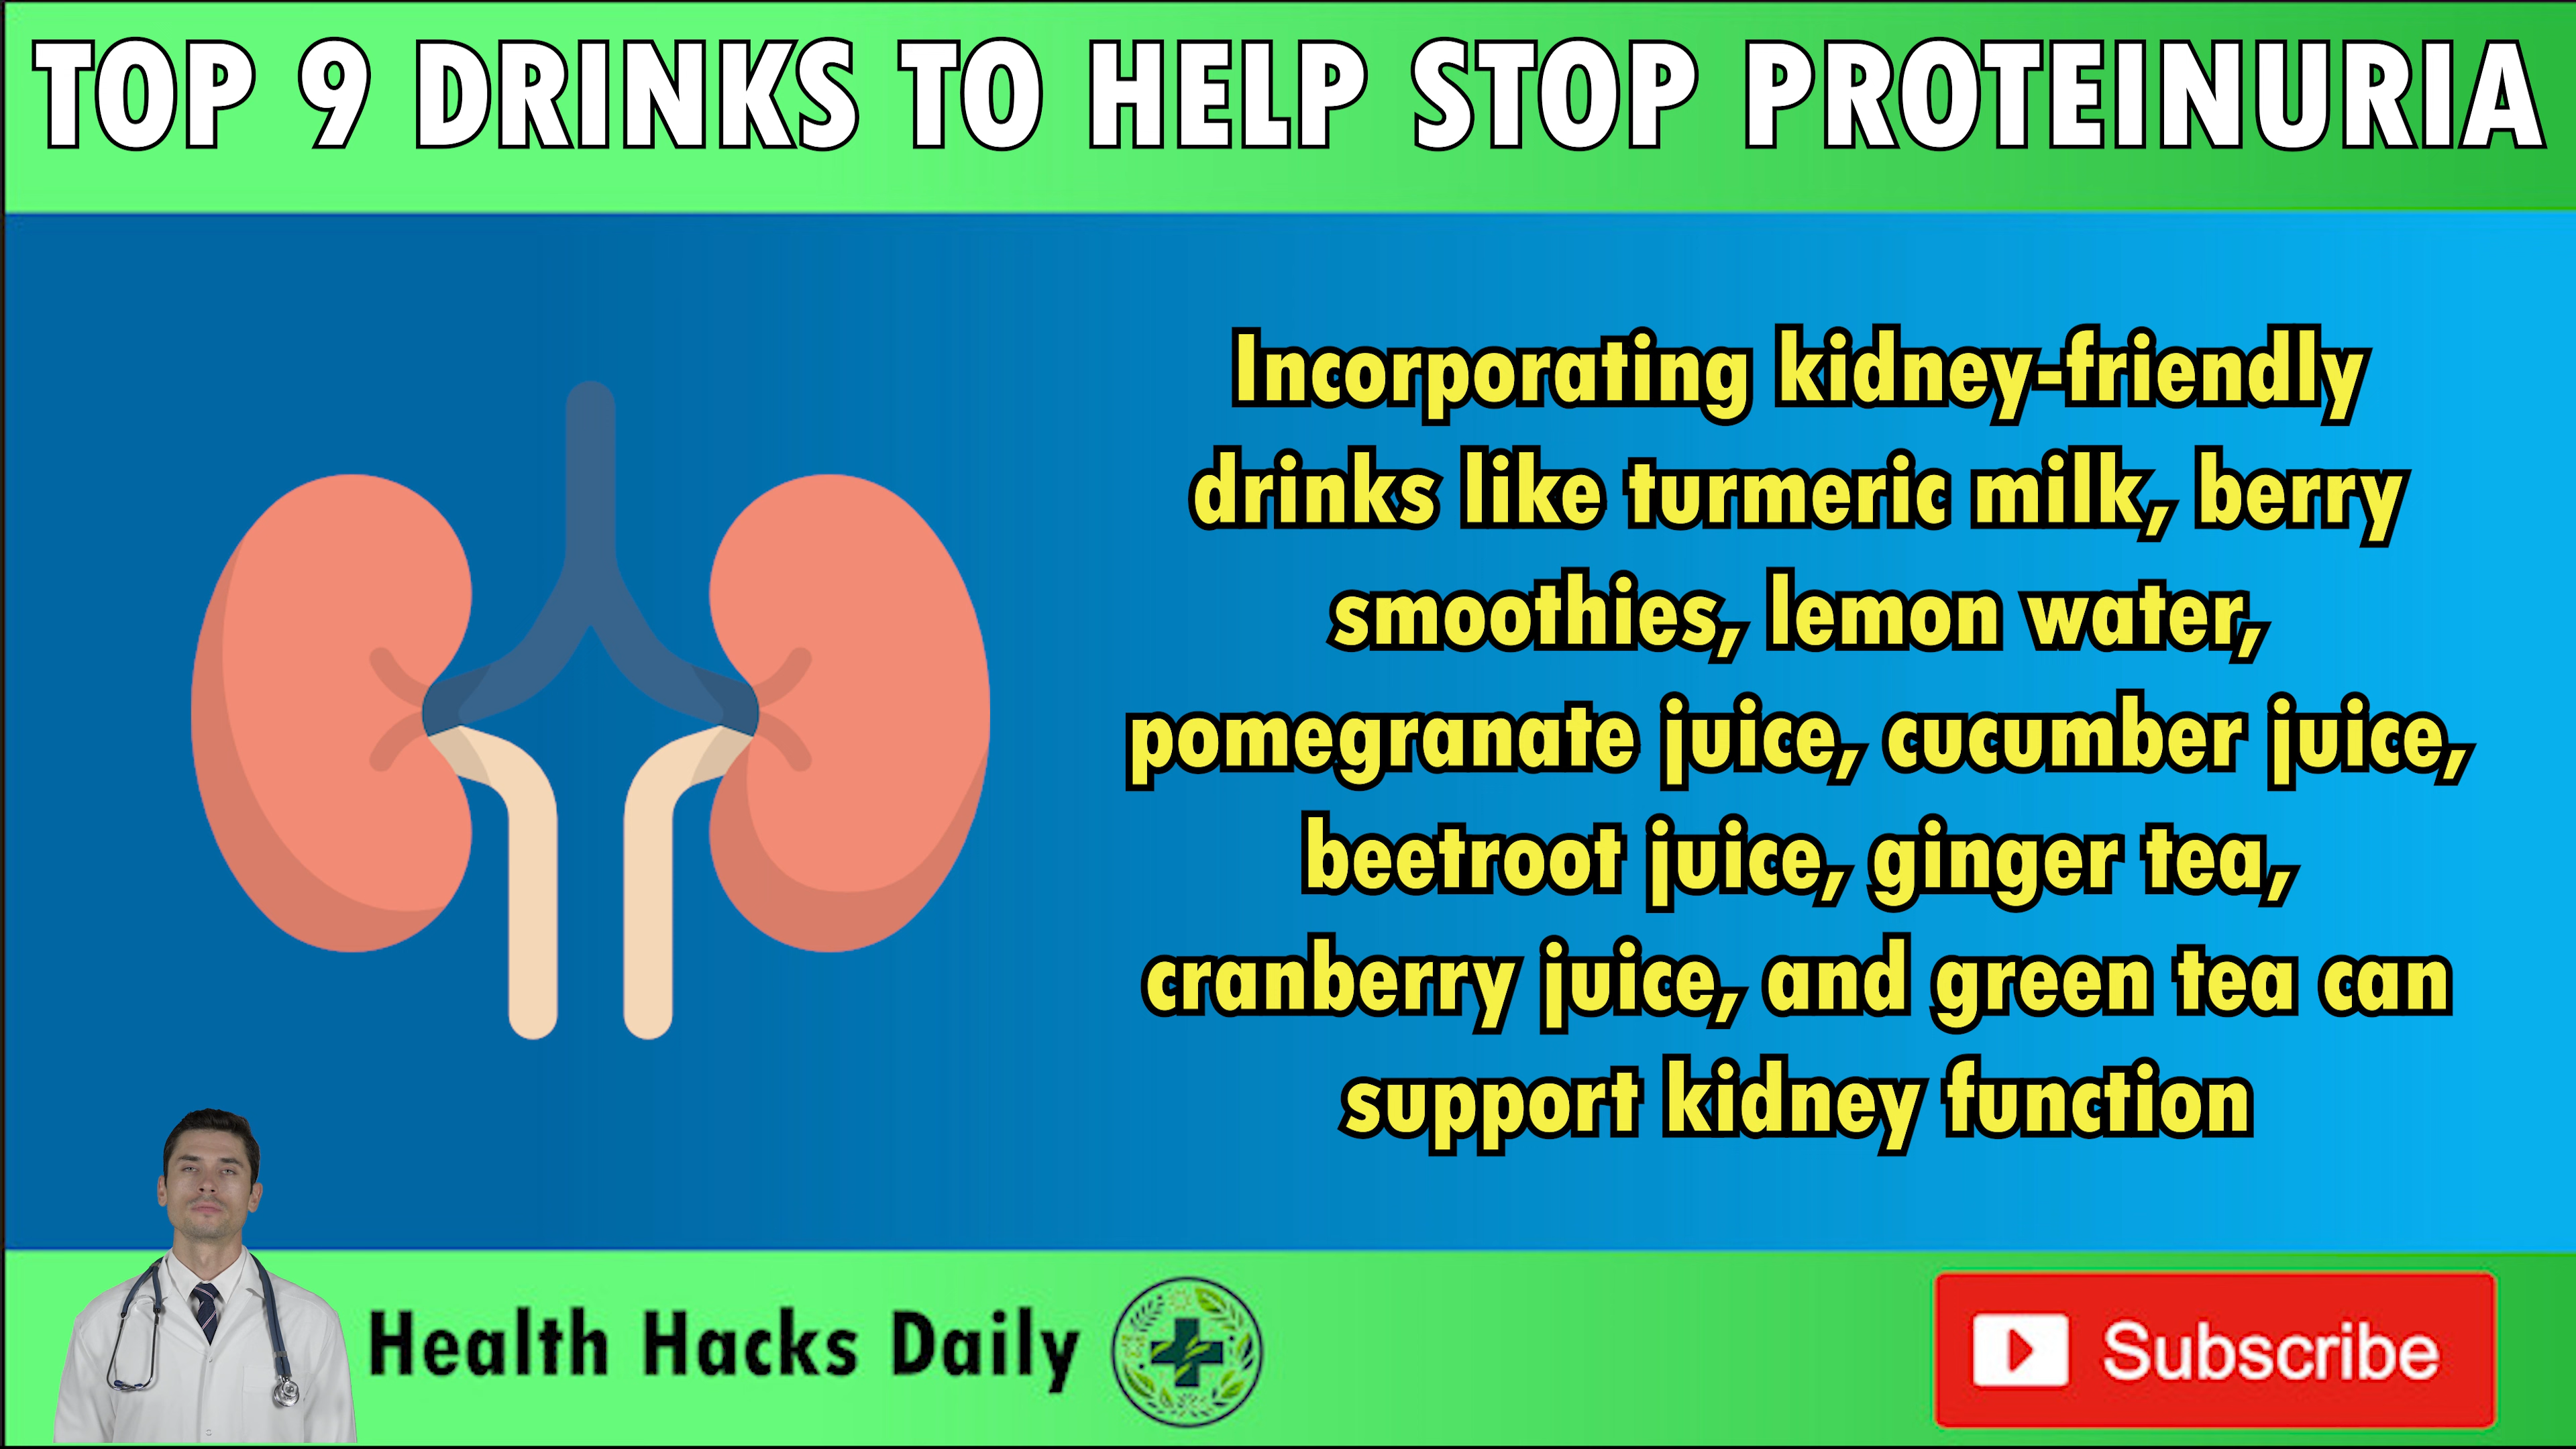 TOP 9 DRINKS TO HELP STOP PROTEINURIA
Incorporating kidney-friendly
drinks like turmeric milk, berry
smoothies, lemon water,
pomegranate juice, cucumber juice,
beetroot juice, ginger tea,
cranberry juice, and green tea can
support kidney function
Health Hacks Daily
Subscribe